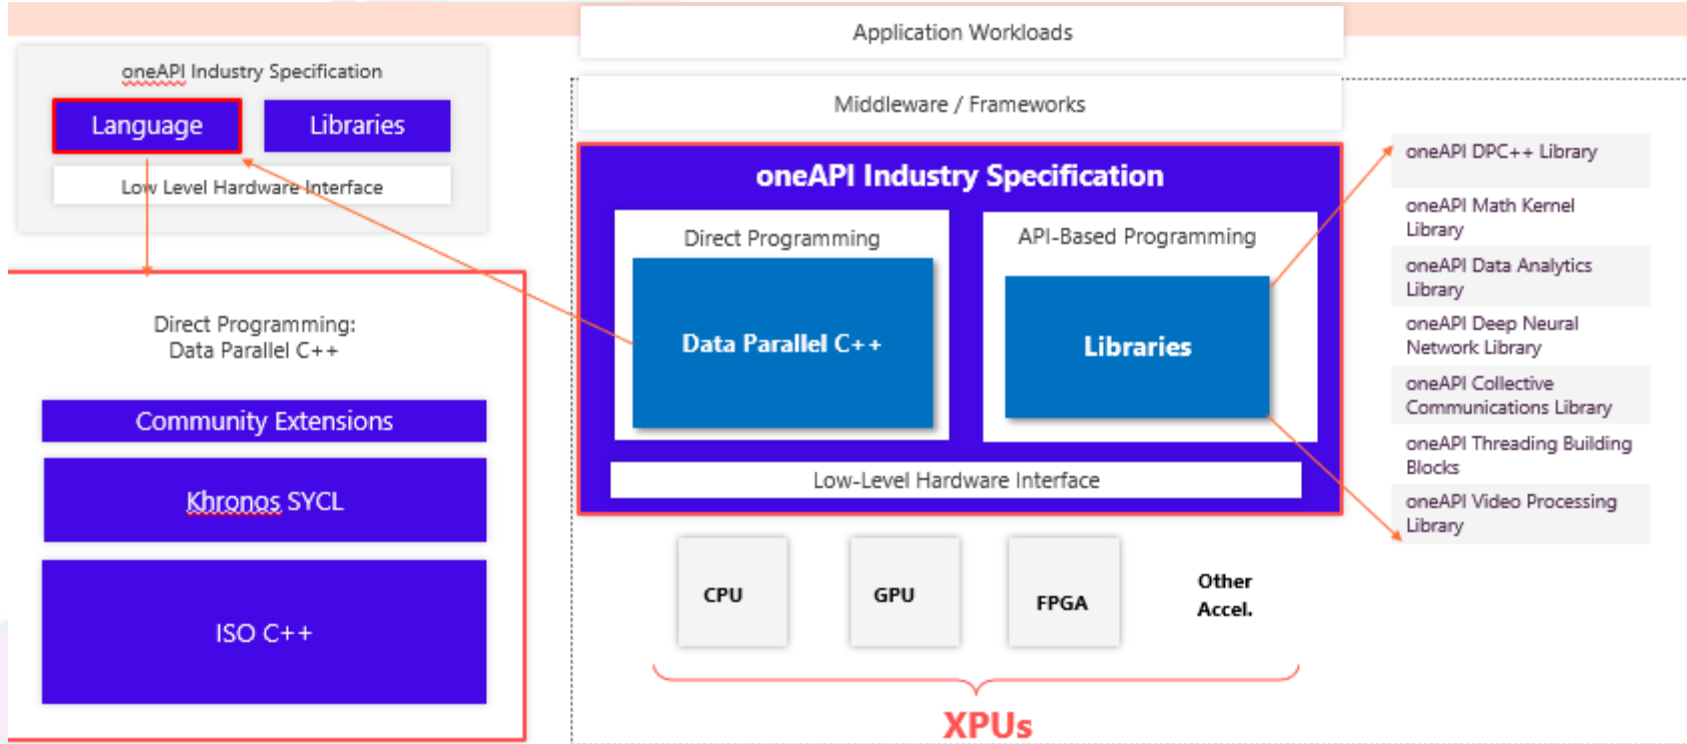 Application Workloads
oneAPI Industry Specification
Language
Libraries
Low Level Hardware Interface
Direct Programming:
Data Parallel C++
Community Extensions
Khronos SYCL
ISO C++
Middleware / Frameworks
oneAPI Industry Specification
Direct Programming
Data Parallel C++
API-Based Programming
Libraries
Low-Level Hardware Interface
CPU
GPU
FPGA
Other
Accel.
XPUs
oneAPI DPC++ Library
oneAPI Math Kernel
Library
oneAPI Data Analytics
Library
oneAPI Deep Neural
Network Library
oneAPI Collective
Communications Library
oneAPI Threading Building
Blocks
oneAPI Video Processing
Library